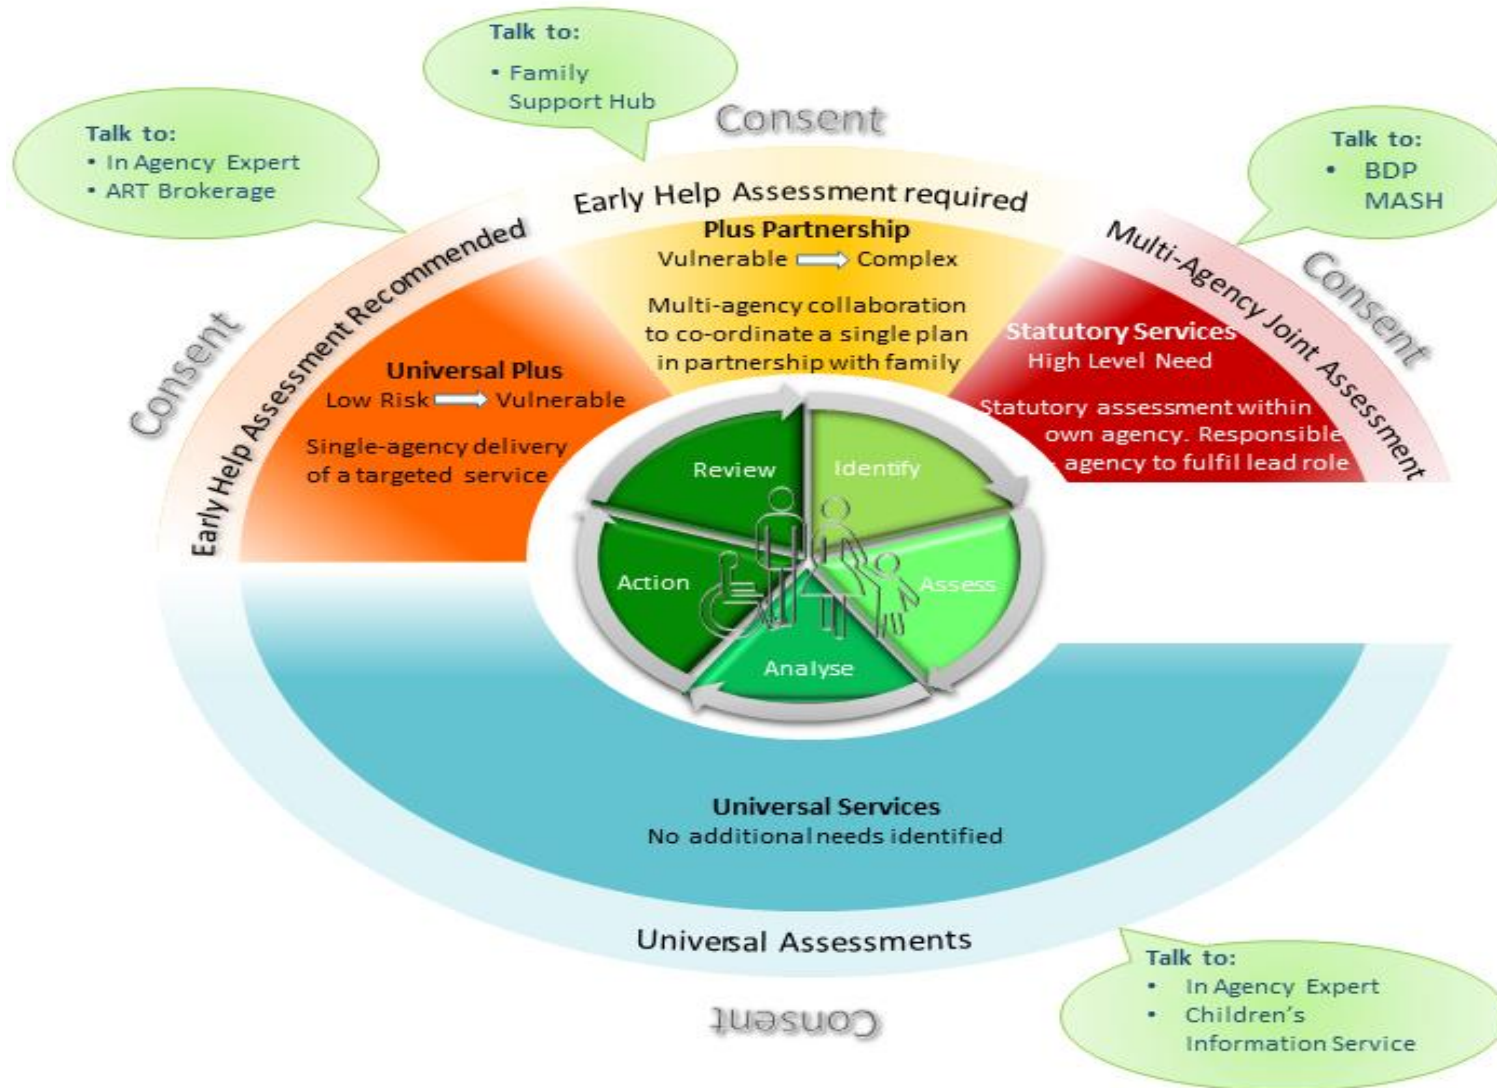 Talk to:
• Family
Support Hub
Consent
Talk to:
• In Agency Expert
• ART Brokerage
Talk to:
• BDP
MASH
Early Help Assessment required
Plus Partnership
Vulnerable Complex
Multi-agency collaboration
to co-ordinate a single plan
in partnership with family
Consent
Early Help Assessment Recommended
Universal Plus
Low Risk Vulnerable
Single-agency delivery
of a targeted service
Consent
Multi-Agency Joint Assessment
Statutory Services
High Level Need
Statutory assessment within
own agency. Responsible
agency to fulfil lead role
Review
Identify
Action
Assess
Analyse
Universal Services
No additional needs identified
Universal Assessments
Consent
Talk to:
• In Agency Expert
• Children’s
Information Service